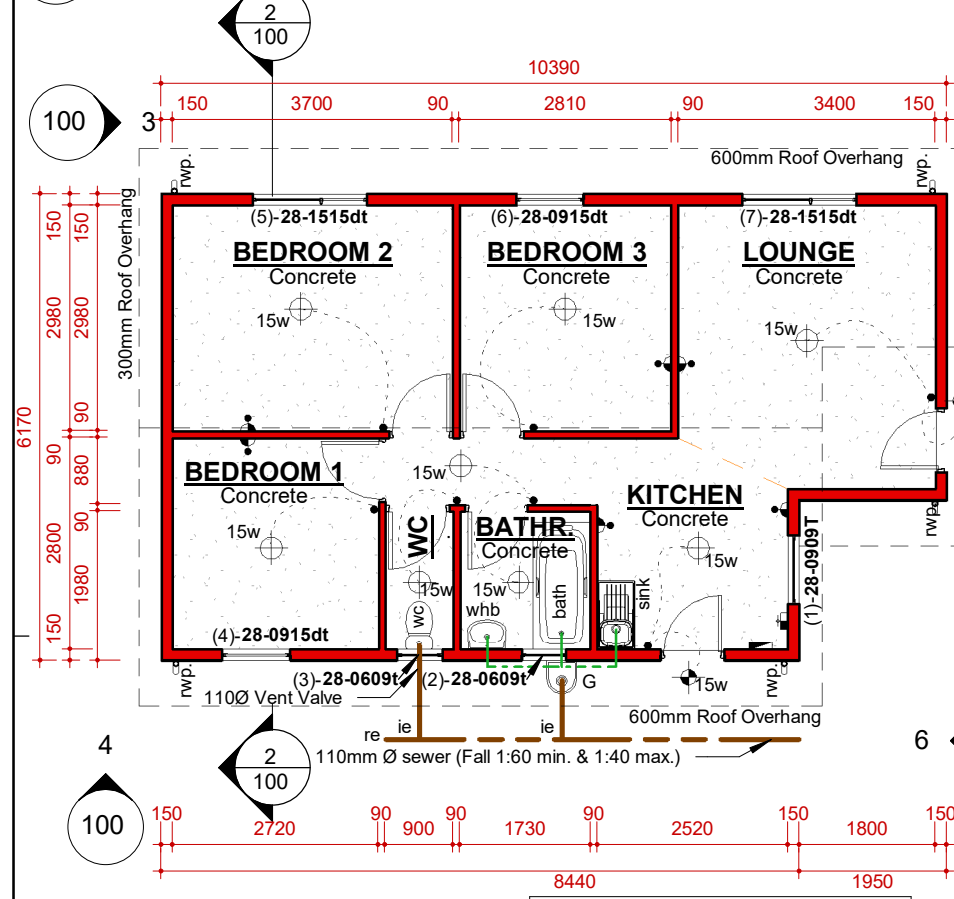 2
100
10390
150 3700 90 2810 90 3400 150
100
3
600mm Roof Overhang
rwp.
rwp.
300mm Roof Overhang
(5)-28-1515dt
(6)-28-0915dt
(7)-28-1515dt
BEDROOM 2
Concrete
BEDROOM 3
Concrete
LOUNGE
Concrete
15w
15w
15w
6170
150
2980
90
2800
150
150
2980
90
880
90
1980
BEDROOM 1
Concrete
15w
15w
KITCHEN
Concrete
WC
BATHR.
Concrete
15w
15w
15w
15w
wc
whb
bath
sink
(1)-28-0909T
rwp.
(4)-28-0915dt
(3)-28-0609t
(2)-28-0609t
G
15w
rwp.
rwp.
110Ø Vent Valve
600mm Roof Overhang
re
ie
ie
110mm Ø sewer (Fall 1:60 min. & 1:40 max.)
4
100
2
100
6
150 2720 90 900 90 1730 90 2520 150 1800 150
8440 1950